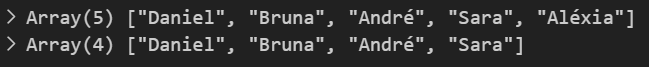 > Array(5) ["Daniel", "Bruna", "André", "Sara", "Aléxia"]
> Array(4) ["Daniel", "Bruna", "André", "Sara"]